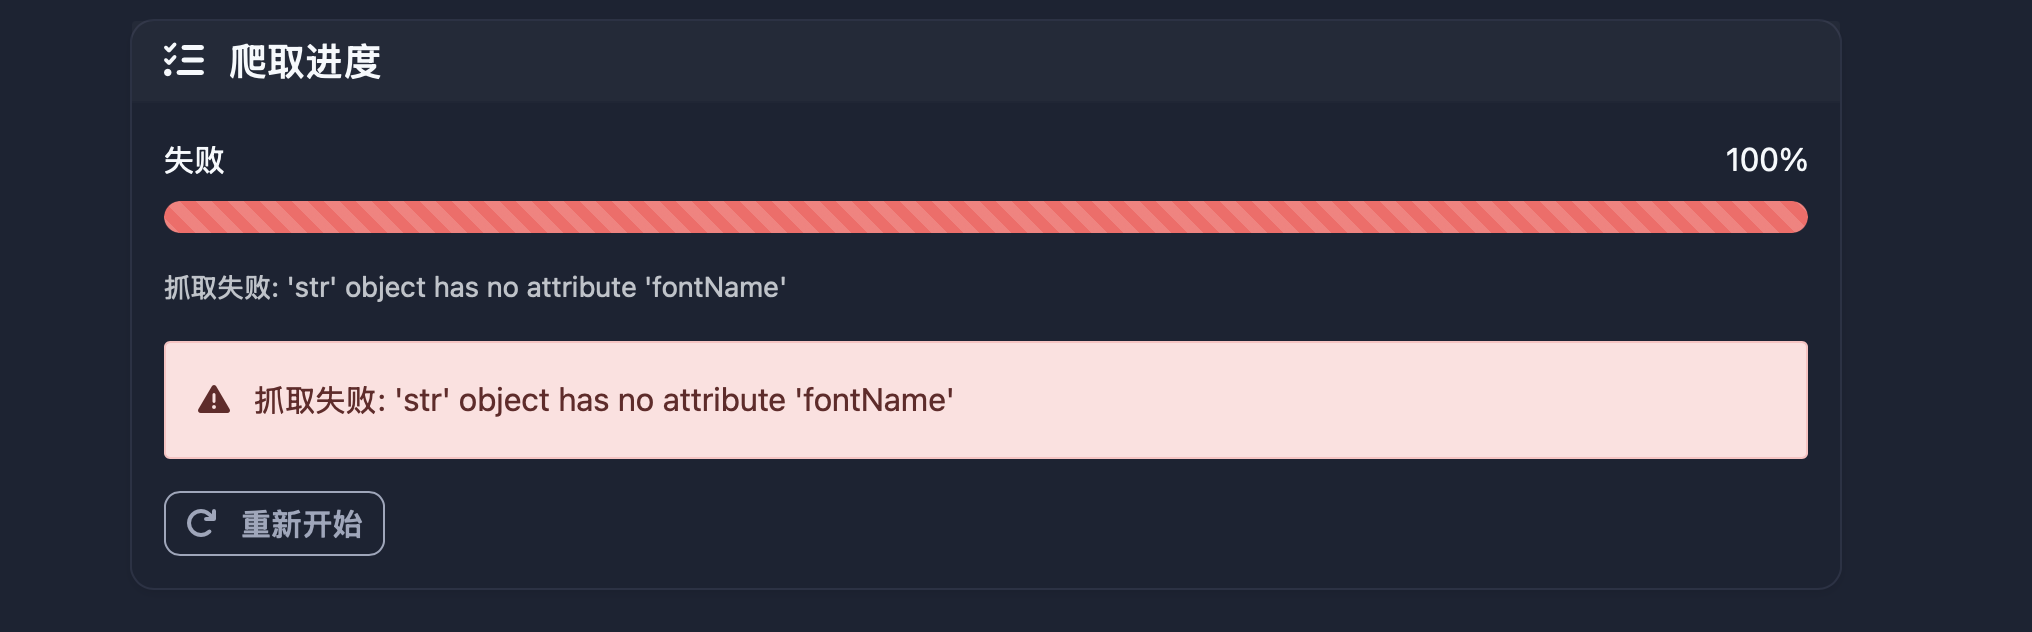 爬取进度
失败
100%
抓取失败: 'str' object has no attribute 'fontName'
抓取失败: 'str' object has no attribute 'fontName'
重新开始